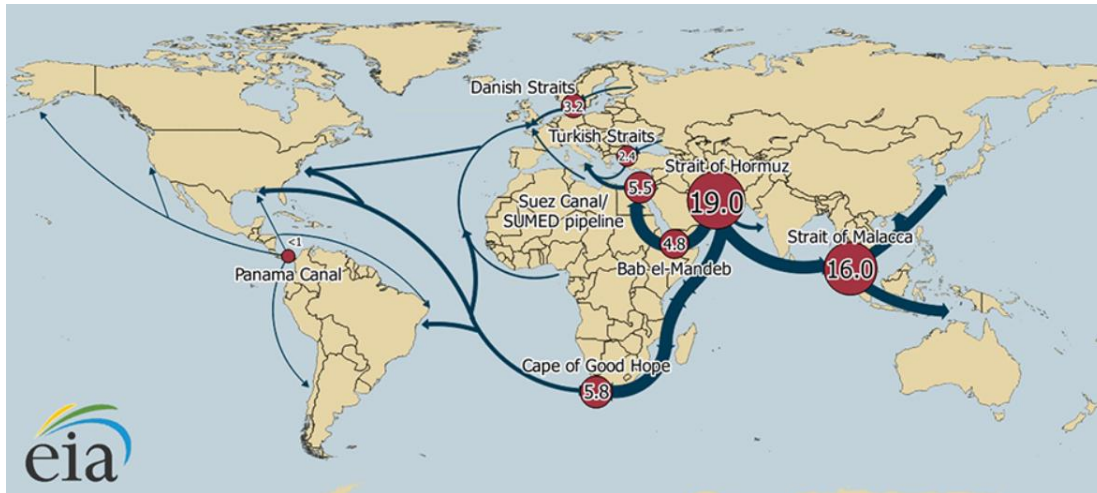 Danish Straits
3.2
Turkish Straits
2.4
Strait of Hormuz
5.5
19.0
Suez Canal/
SUMED pipeline
4.8
Bab el-Mandeb
Strait of Malacca
16.0
<1
Panama Canal
Cape of Good Hope
5.8
eia